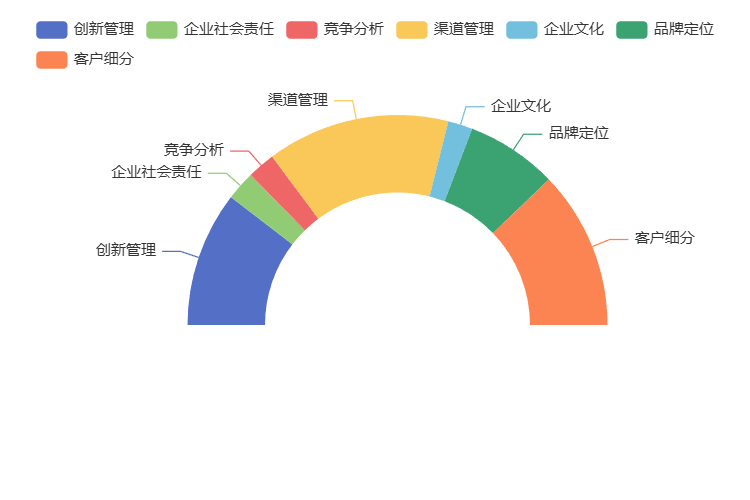 创新管理 企业社会责任 竞争分析 渠道管理 企业文化 品牌定位
客户细分
渠道管理
企业文化
品牌定位
竞争分析
企业社会责任
客户细分
创新管理